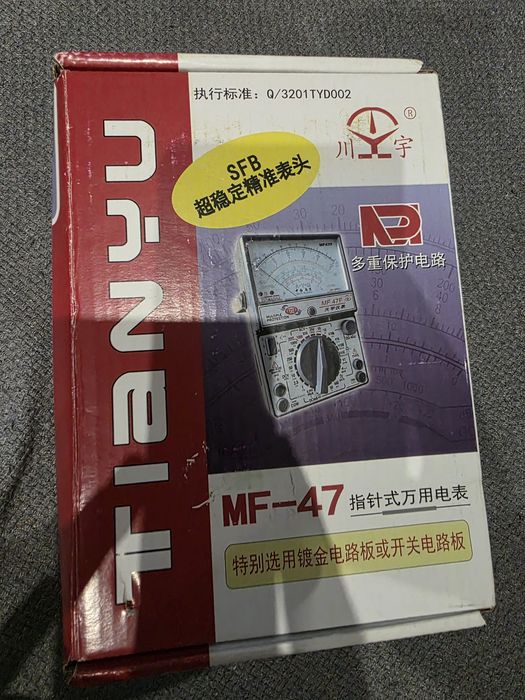 执行标准：Q/3201TYD002
川宇®
SFB
超稳定精准表头
TIANYU
多重保护电路
MF-47 指针式万用电表
特别选用镀金电路板或开关电路板